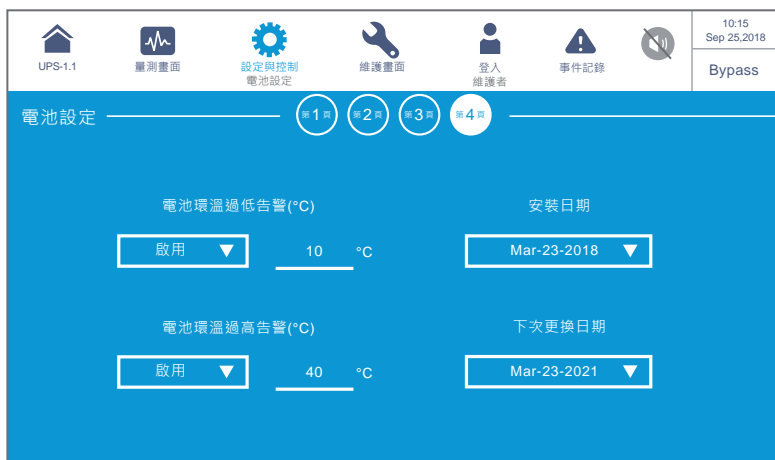 UPS-1.1
量測畫面
設定與控制
電池設定
維護畫面
登入
維護者
事件記錄
10:15
Sep 25,2018
Bypass
電池設定
第1頁 第2頁 第3頁 第4頁
電池環溫過低告警(°C) 安裝日期
啟用 10 °C Mar-23-2018
電池環溫過高告警(°C) 下次更換日期
啟用 40 °C Mar-23-2021